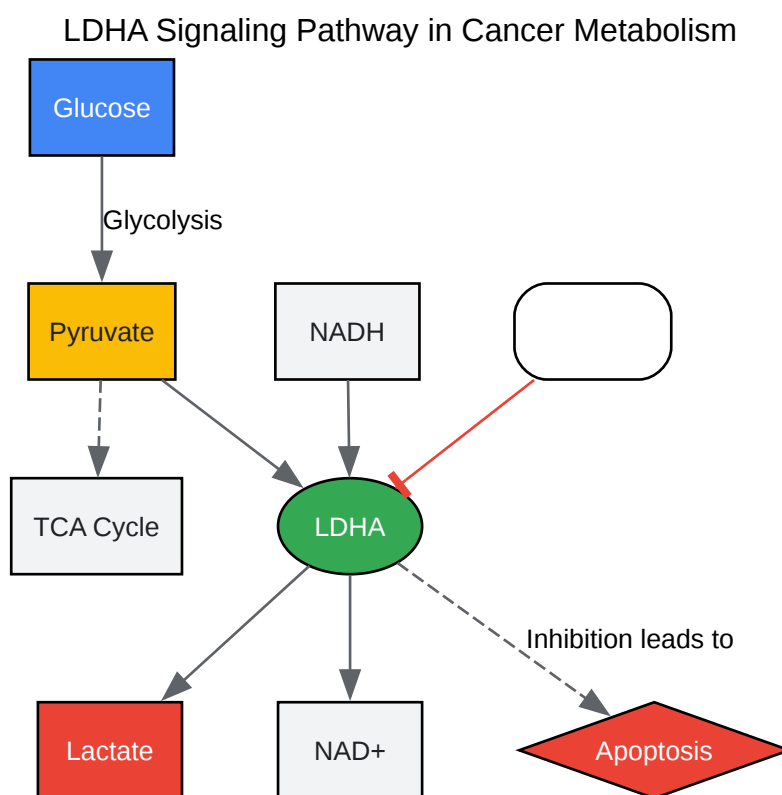 LDHA Signaling Pathway in Cancer Metabolism
Glucose
Glycolysis
Pyruvate
NADH
TCA Cycle
LDHA
Inhibition leads to
Lactate
NAD+
Apoptosis